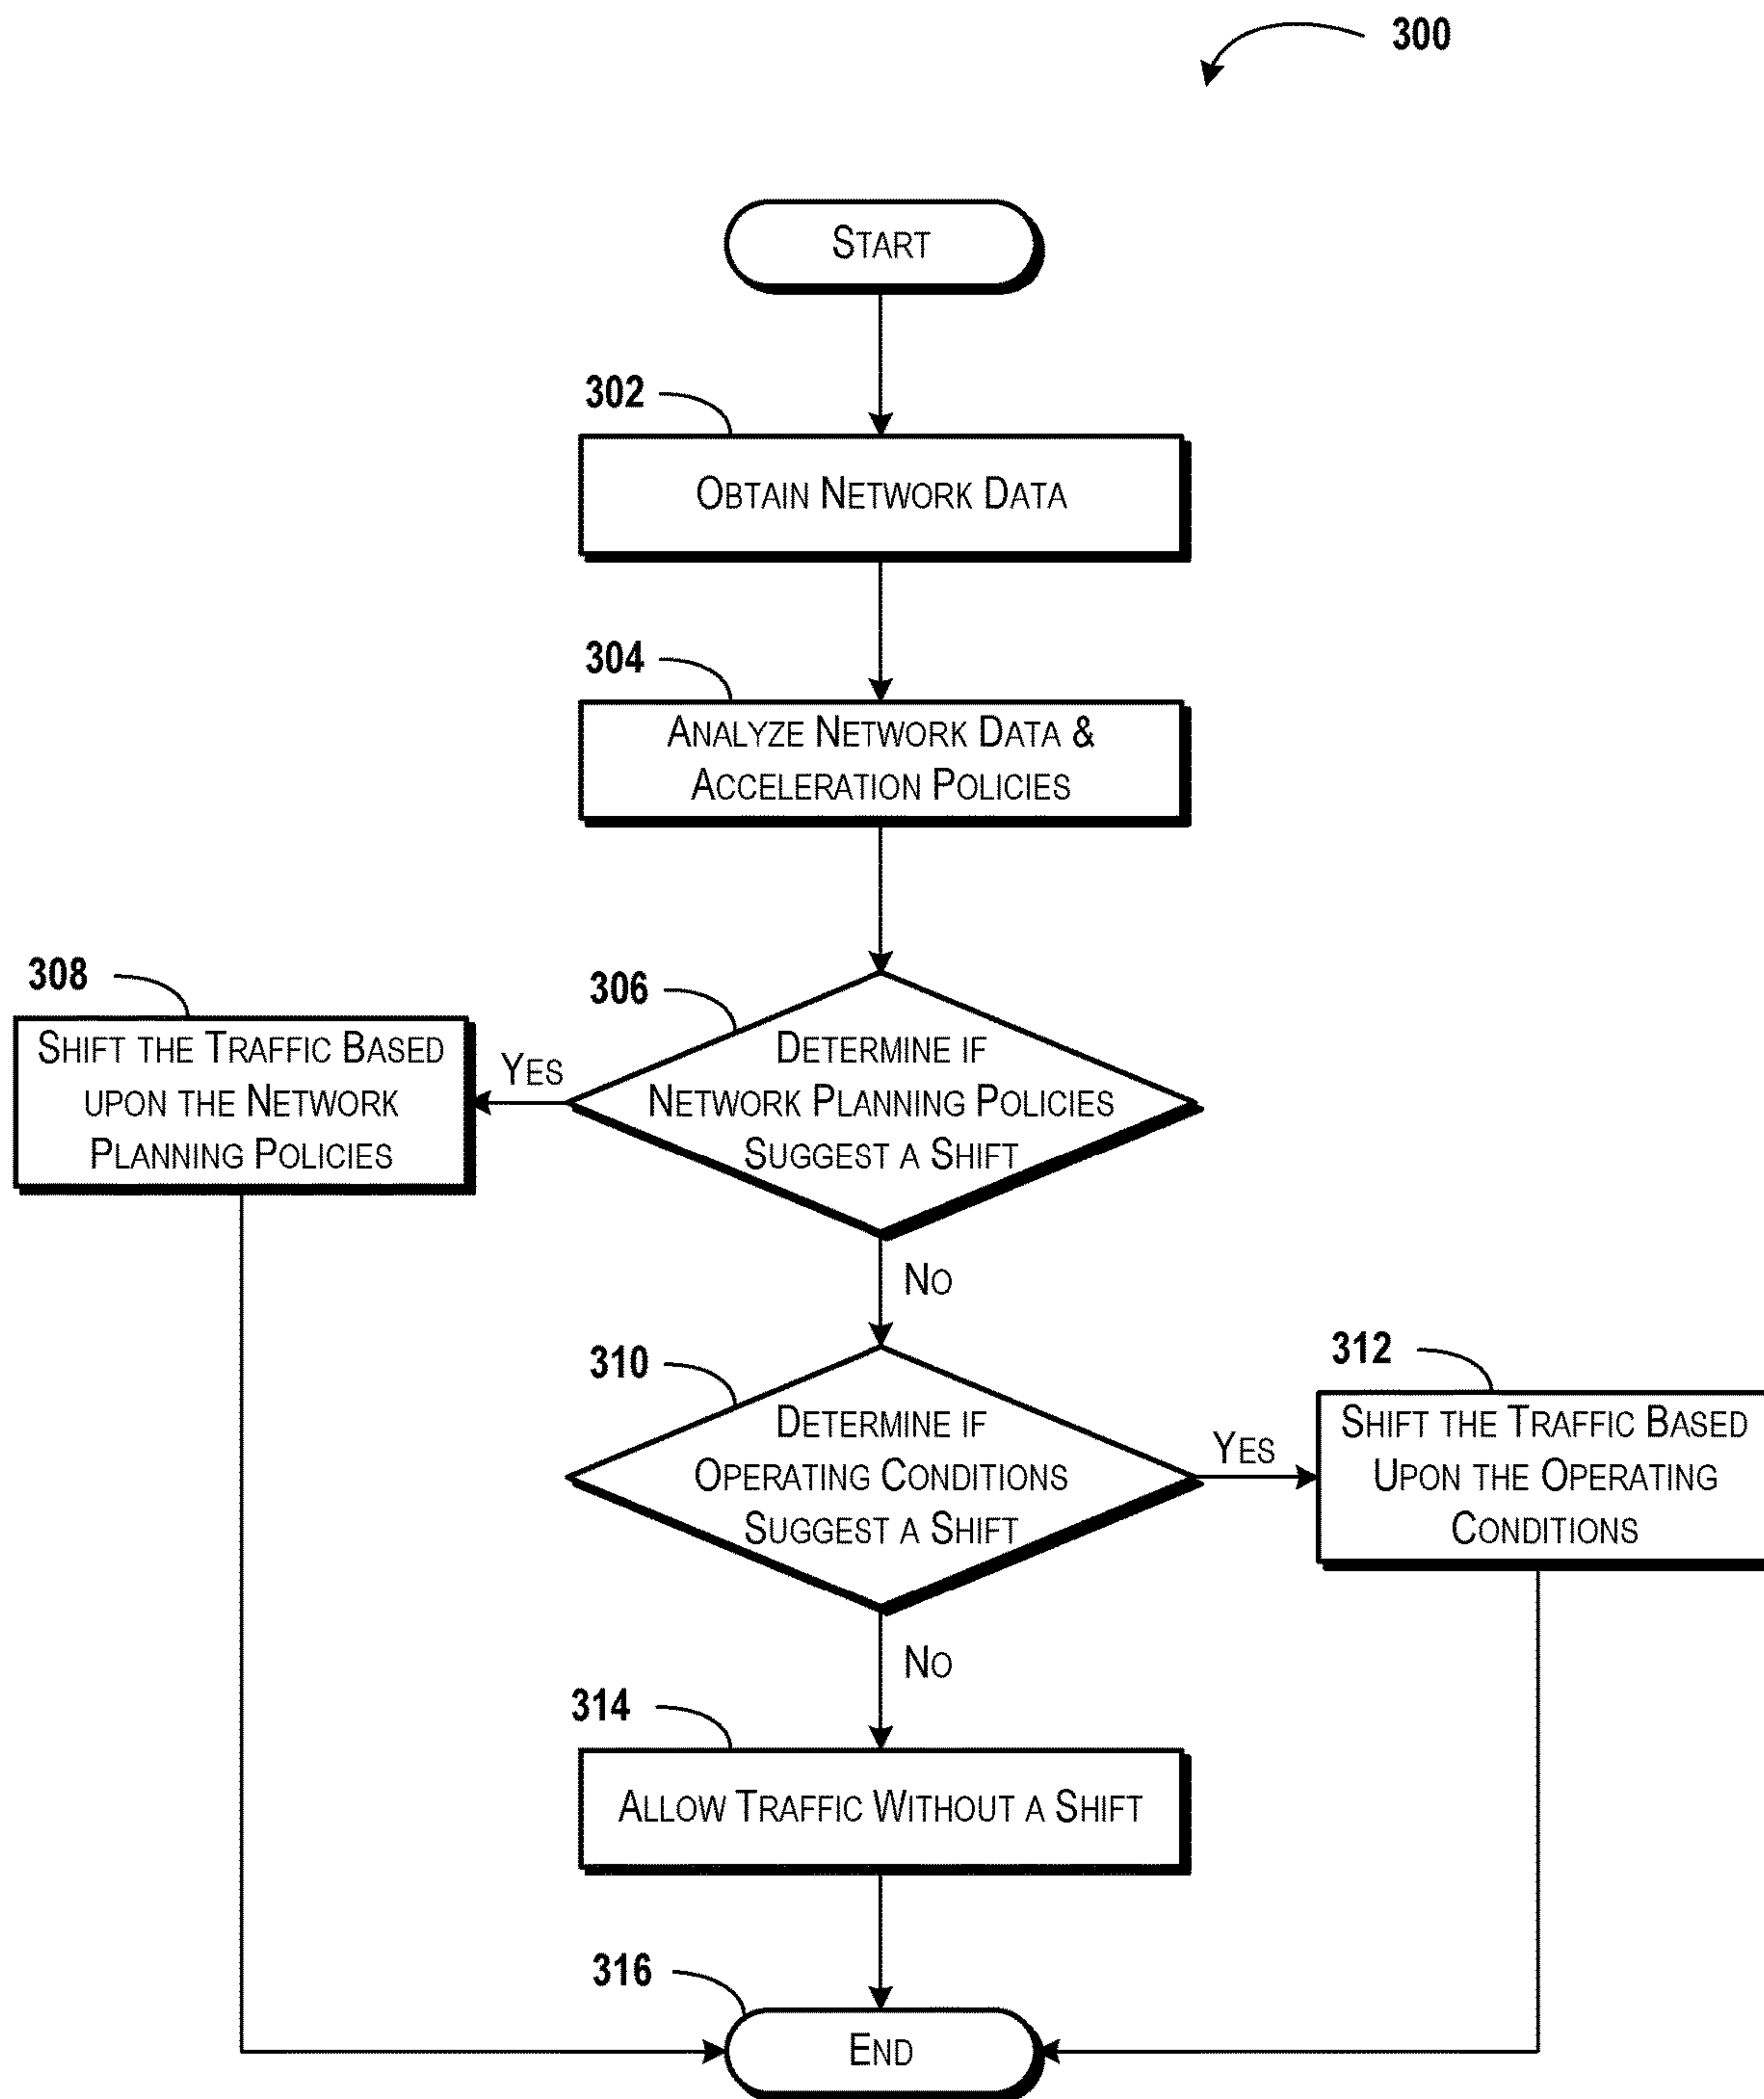 300
START
302
OBTAIN NETWORK DATA
304
ANALYZE NETWORK DATA &
ACCELERATION POLICIES
306
DETERMINE IF
NETWORK PLANNING POLICIES
SUGGEST A SHIFT
YES
308
SHIFT THE TRAFFIC BASED
UPON THE NETWORK
PLANNING POLICIES
NO
310
DETERMINE IF
OPERATING CONDITIONS
SUGGEST A SHIFT
YES
312
SHIFT THE TRAFFIC BASED
UPON THE OPERATING
CONDITIONS
NO
314
ALLOW TRAFFIC WITHOUT A SHIFT
316
END